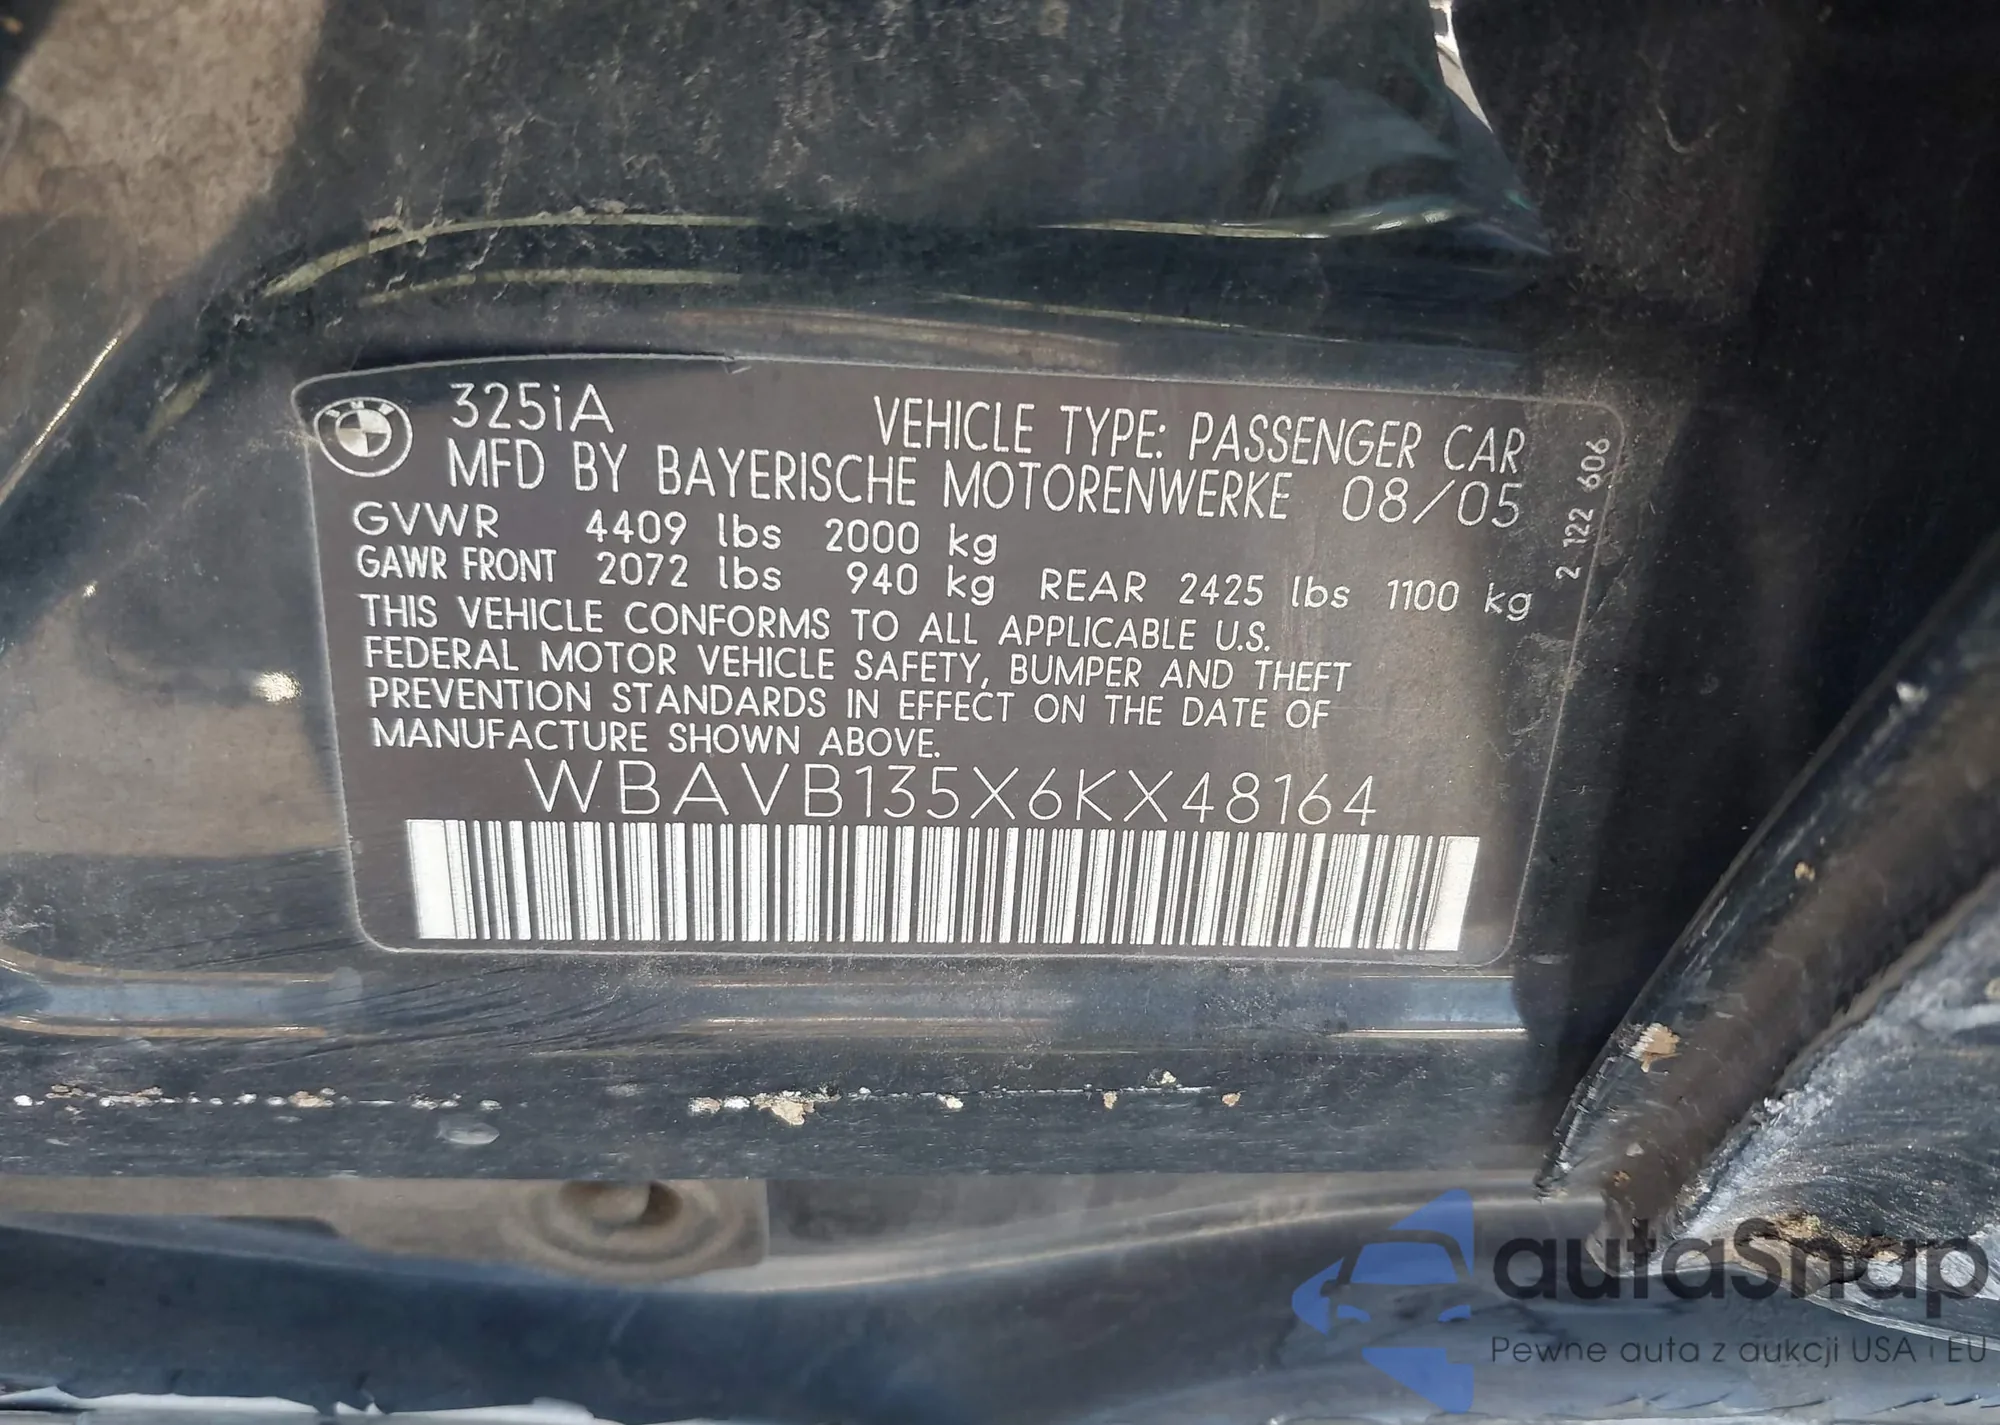 BMW
325iA
VEHICLE TYPE: PASSENGER CAR
MFD BY BAYERISCHE MOTORENWERKE 08/05
GVWR 4409 lbs 2000 kg
GAWR FRONT 2072 lbs 940 kg REAR 2425 lbs 1100 kg
THIS VEHICLE CONFORMS TO ALL APPLICABLE U.S.
FEDERAL MOTOR VEHICLE SAFETY, BUMPER AND THEFT
PREVENTION STANDARDS IN EFFECT ON THE DATE OF
MANUFACTURE SHOWN ABOVE.
WBAVB135X6KX48164
2 122 606
autaSnap
Pewne auta z aukcji USA i EU